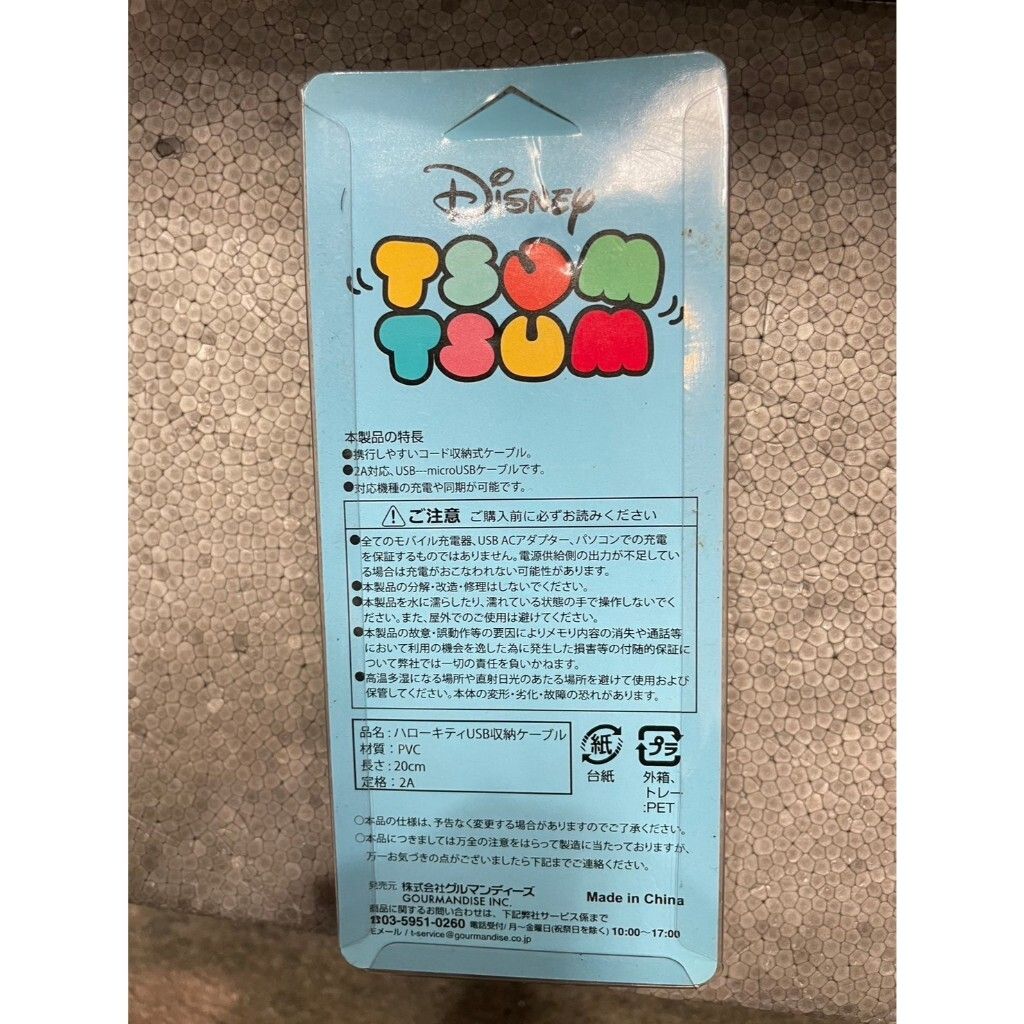 Disney
TSUM
TSUM
本製品の特長
●携行しやすいコード収納式ケーブル。
●2A対応、USB---microUSBケーブルです。
●対応機種の充電や同期が可能です。
ご注意 ご購入前に必ずお読みください
●全てのモバイル充電器、USB ACアダプター、パソコンでの充電
を保証するものではありません。電源供給側の出力が不足してい
る場合は充電がおこなわれない可能性があります。
●本製品の分解・改造・修理はしないでください。
●本製品を水に濡らしたり、濡れている状態の手で操作しないでく
ださい。また、屋外でのご使用は避けてください。
●本製品の故意・誤動作等の要因によりメモリ内容の消失や通話等
において利用の機会を逸した為に発生した損害等の付随的保証に
ついて弊社では一切の責任を負いかねます。
●高温多湿になる場所や直射日光のあたる場所を避けて使用および
保管してください。本体の変形・劣化・故障の恐れがあります。
品名：ハローキティUSB収納ケーブル
材質：PVC
長さ：20cm
定格：2A
紙
台紙
プラ
外箱、
トレー
:PET
○本品の仕様は、予告なく変更する場合がありますのでご了承ください。
○本品につきましては万全の注意をはらって製造に当たっておりますが、
万一お気づきの点がございましたら下記までご連絡ください。
発売元 株式会社グルマンディーズ
GOURMANDISE INC.
Made in China
商品に関するお問い合わせは、下記弊社サービス係まで
☎03-5951-0260 電話受付/月～金曜日(祝祭日を除く) 10:00～17:00
Eメール / t-service@gourmandise.co.jp